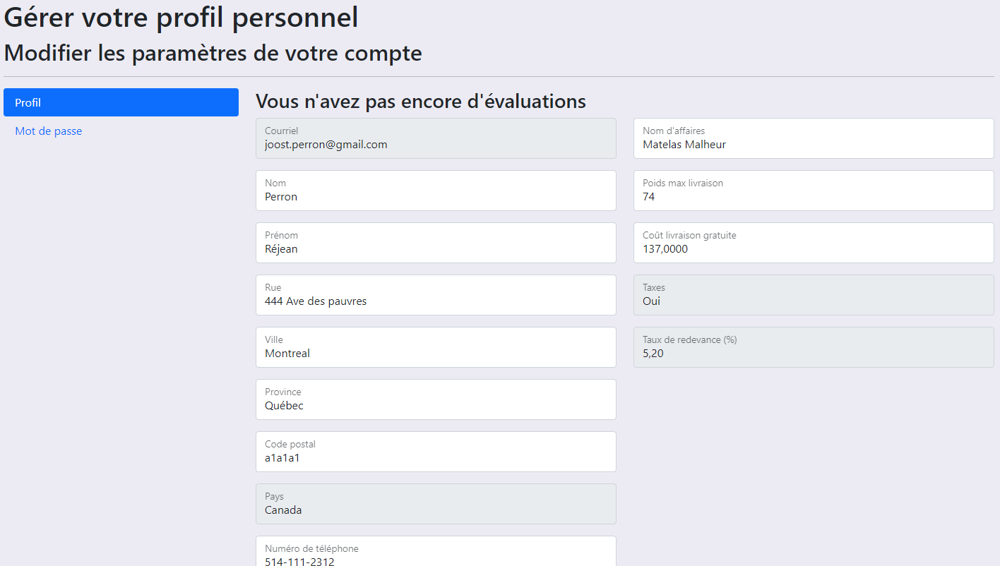 Gérer votre profil personnel
Modifier les paramètres de votre compte
Profil
Mot de passe
Vous n'avez pas encore d'évaluations
Courriel
joost.perron@gmail.com
Nom
Perron
Prénom
Réjean
Rue
444 Ave des pauvres
Ville
Montreal
Province
Québec
Code postal
a1a1a1
Pays
Canada
Numéro de téléphone
514-111-2312
Nom d'affaires
Matelas Malheur
Poids max livraison
74
Coût livraison gratuite
137,0000
Taxes
Oui
Taux de redevance (%)
5,20